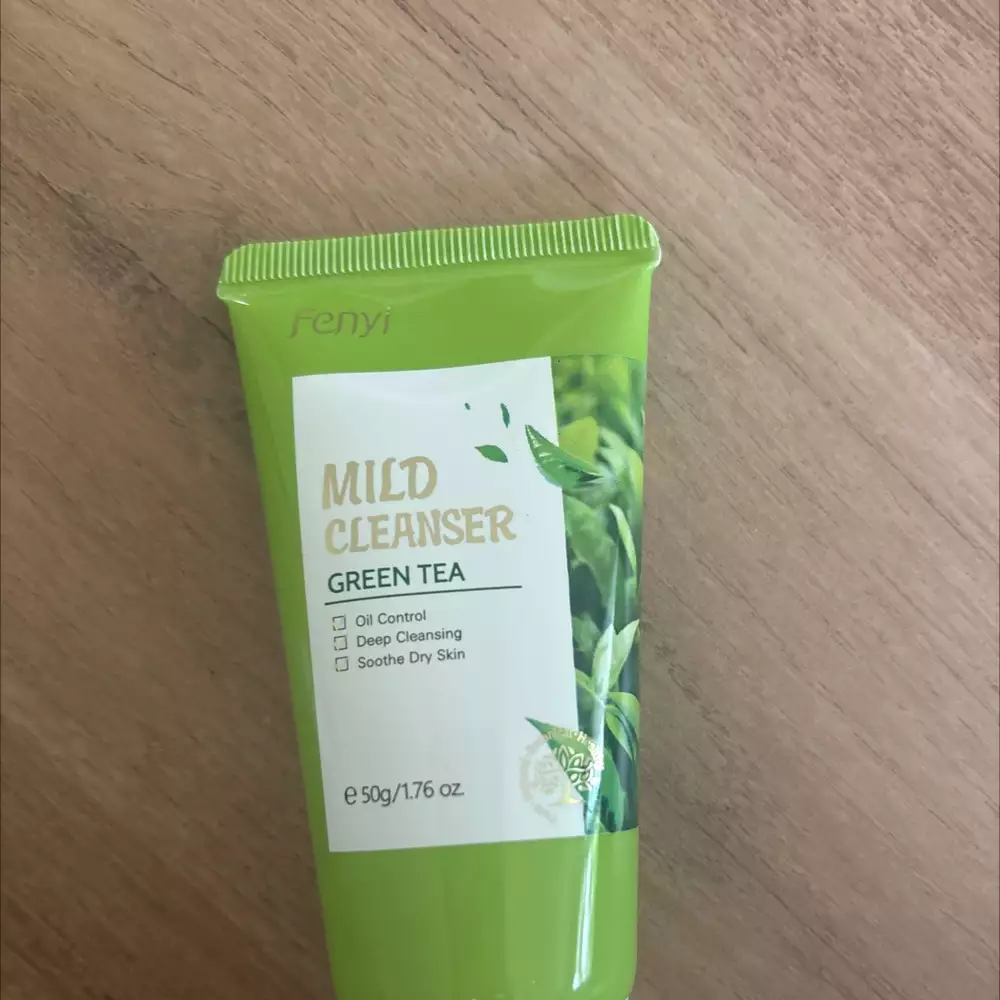 Fenyi
MILD
CLEANSER
GREEN TEA
Oil Control
Deep Cleansing
Soothe Dry Skin
e 50g/1.76 oz.